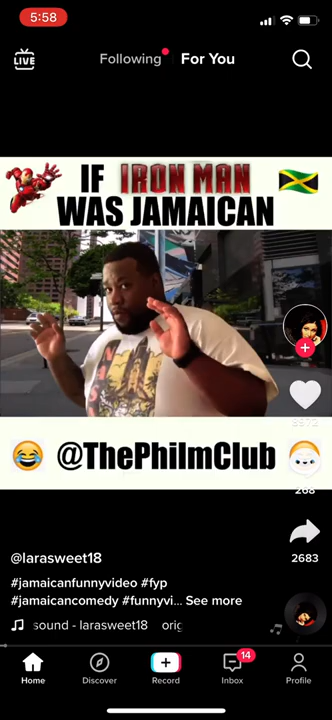 5:58
LIVE
Following
For You
IF IRON MAN
WAS JAMAICAN
@ThePhilmClub
268
2683
@larasweet18
#jamaicanfunnyvideo #fyp
#jamaicancomedy #funnyvi... See more
sound - larasweet18 orig
14
Home
Discover
Record
Inbox
Profile